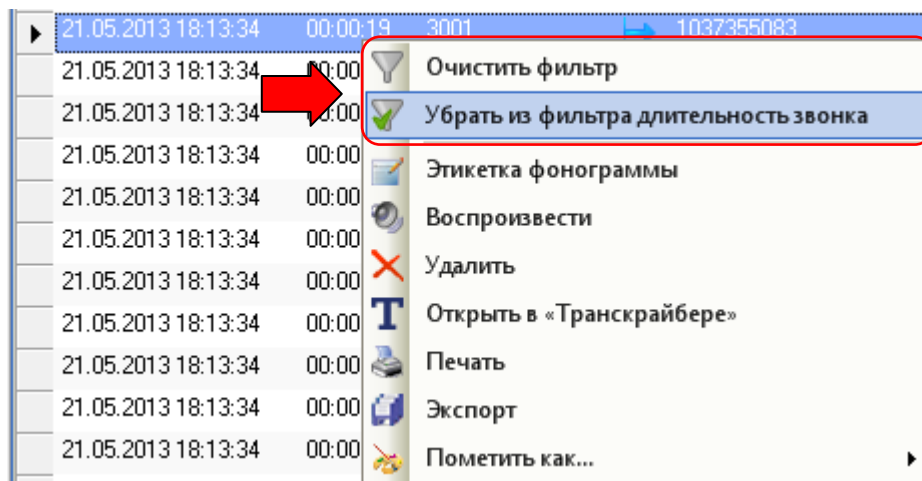 21.05.2013 18:13:34 00:00:19 3001 1037355083
21.05.2013 18:13:34 00:00 Очистить фильтр
21.05.2013 18:13:34 00:00 Убрать из фильтра длительность звонка
21.05.2013 18:13:34 00:00 Этикетка фонограммы
21.05.2013 18:13:34 00:00
21.05.2013 18:13:34 00:00 Воспроизвести
21.05.2013 18:13:34 00:00 Удалить
21.05.2013 18:13:34 00:00 Открыть в «Транскрайбере»
21.05.2013 18:13:34 00:00 Печать
21.05.2013 18:13:34 00:00 Экспорт
21.05.2013 18:13:34 00:00 Пометить как...